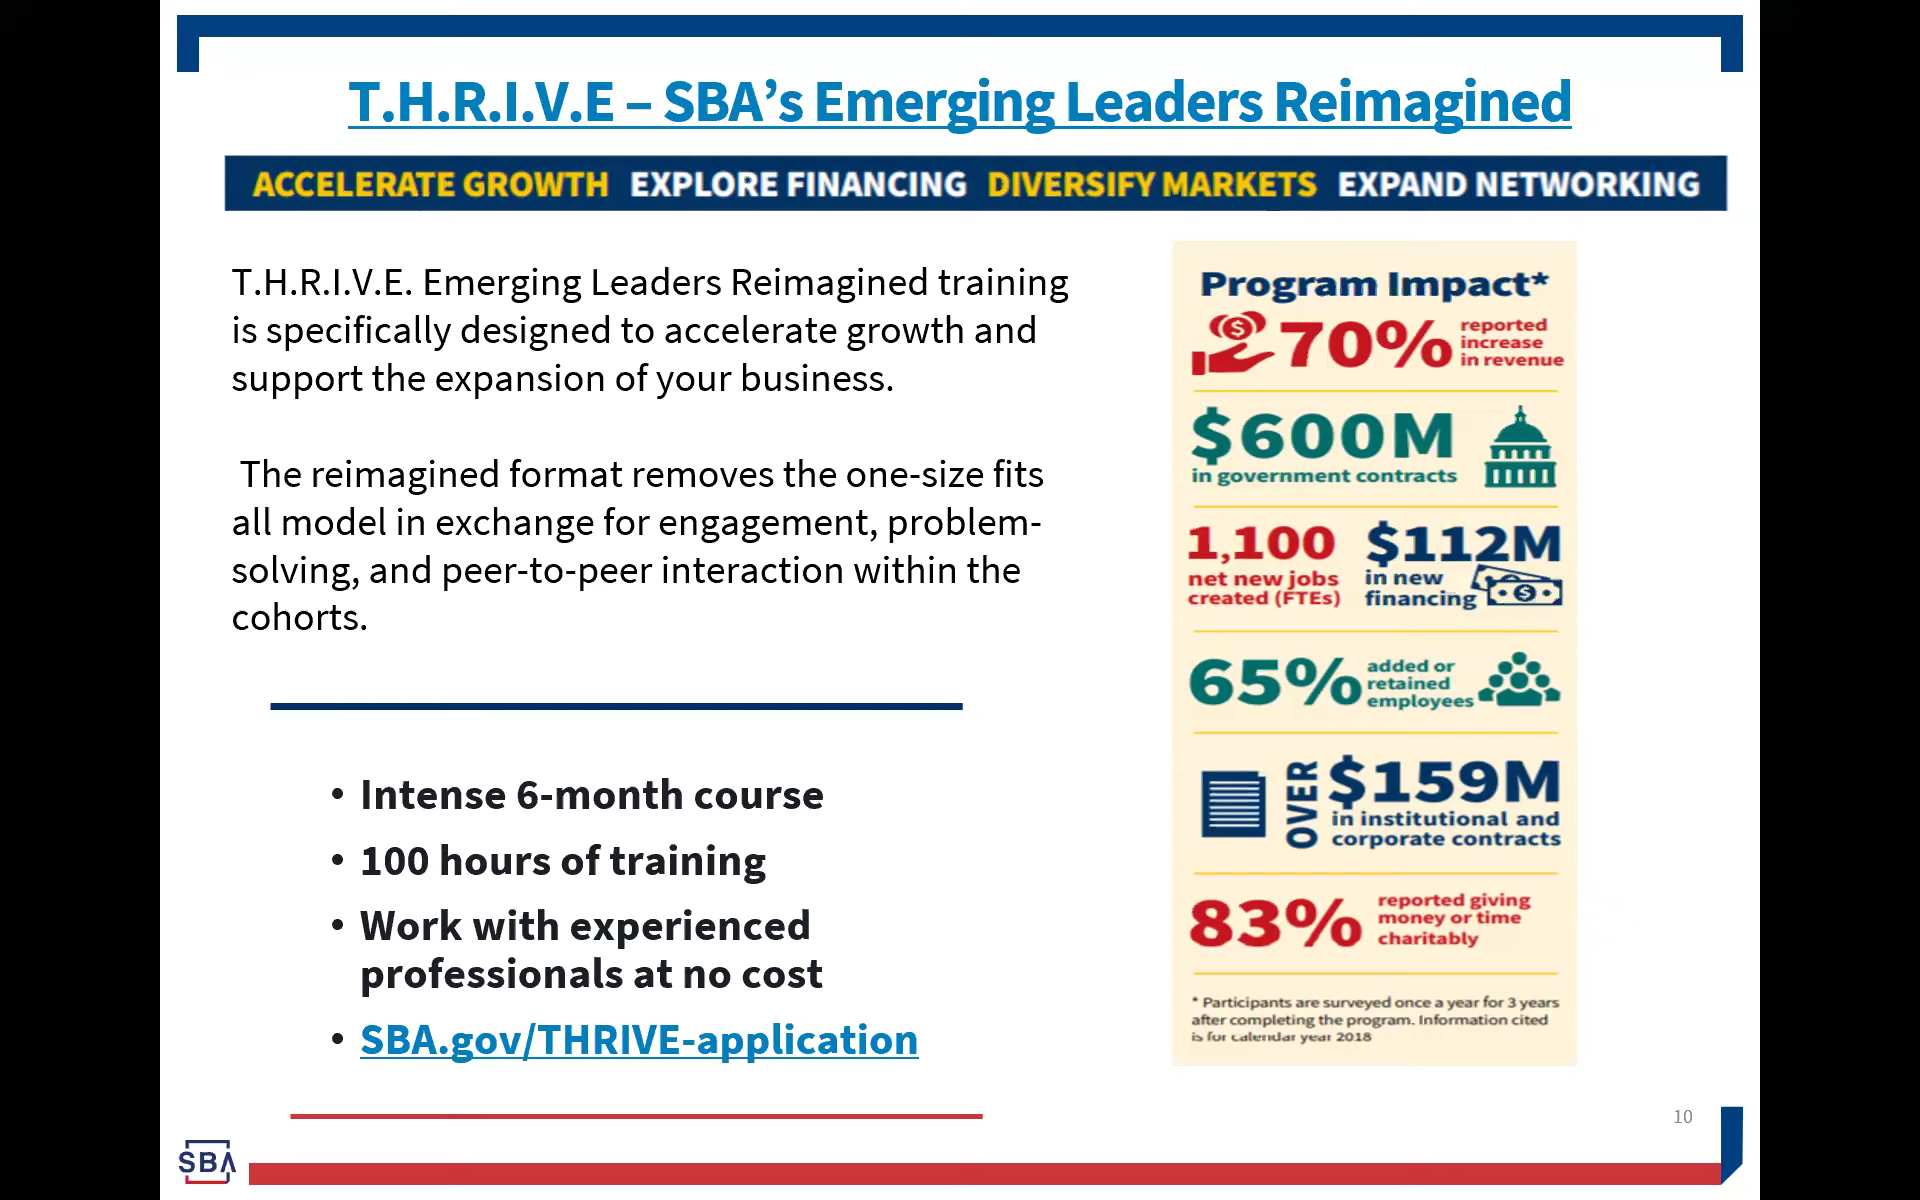 T.H.R.I.V.E – SBA’s Emerging Leaders Reimagined
ACCELERATE GROWTH EXPLORE FINANCING DIVERSIFY MARKETS EXPAND NETWORKING
T.H.R.I.V.E. Emerging Leaders Reimagined training
is specifically designed to accelerate growth and
support the expansion of your business.
The reimagined format removes the one-size fits
all model in exchange for engagement, problem-
solving, and peer-to-peer interaction within the
cohorts.
• Intense 6-month course
• 100 hours of training
• Work with experienced
professionals at no cost
• SBA.gov/THRIVE-application
Program Impact*
$
70%
reported
increase
in revenue
$600M
in government contracts
1,100
net new jobs
created (FTEs)
$112M
in new
financing
$
65%
added or
retained
employees
OVER
$159M
in institutional and
corporate contracts
83%
reported giving
money or time
charitably
* Participants are surveyed once a year for 3 years
after completing the program. Information cited
is for calendar year 2018
10
SBA